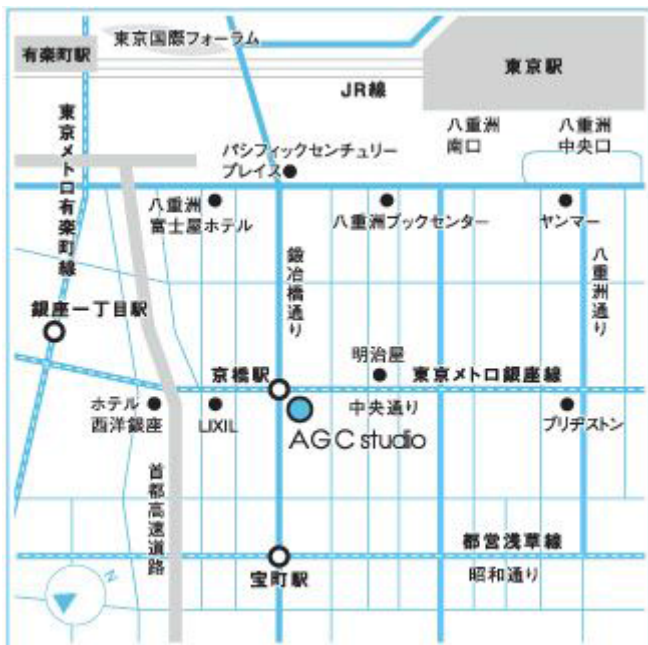 東京国際フォーラム
有楽町駅
東京駅
JR線
八重洲
南口
八重洲
中央口
東京メトロ有楽町線
パシフィックセンチュリー
プレイス
八重洲
富士屋ホテル
八重洲ブックセンター
ヤンマー
鍛冶橋通り
八重洲通り
銀座一丁目駅
京橋駅
明治屋
東京メトロ銀座線
ホテル
西洋銀座
LIXIL
中央通り
ブリヂストン
AGC studio
首都高速道路
都営浅草線
昭和通り
宝町駅
N